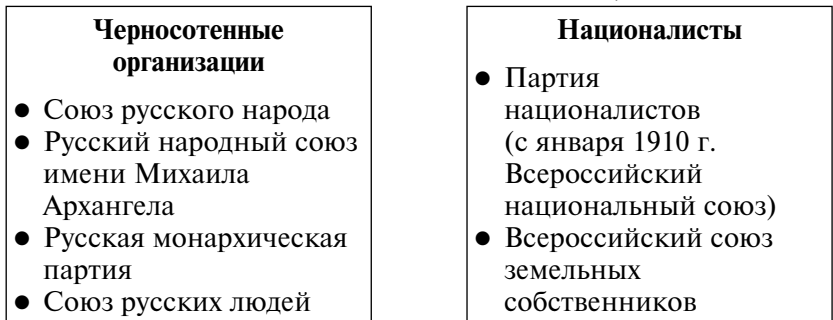 Черносотенные
организации
● Союз русского народа
● Русский народный союз
имени Михаила
Архангела
● Русская монархическая
партия
● Союз русских людей
Националисты
● Партия
националистов
(с января 1910 г.
Всероссийский
национальный союз)
● Всероссийский союз
земельных
собственников